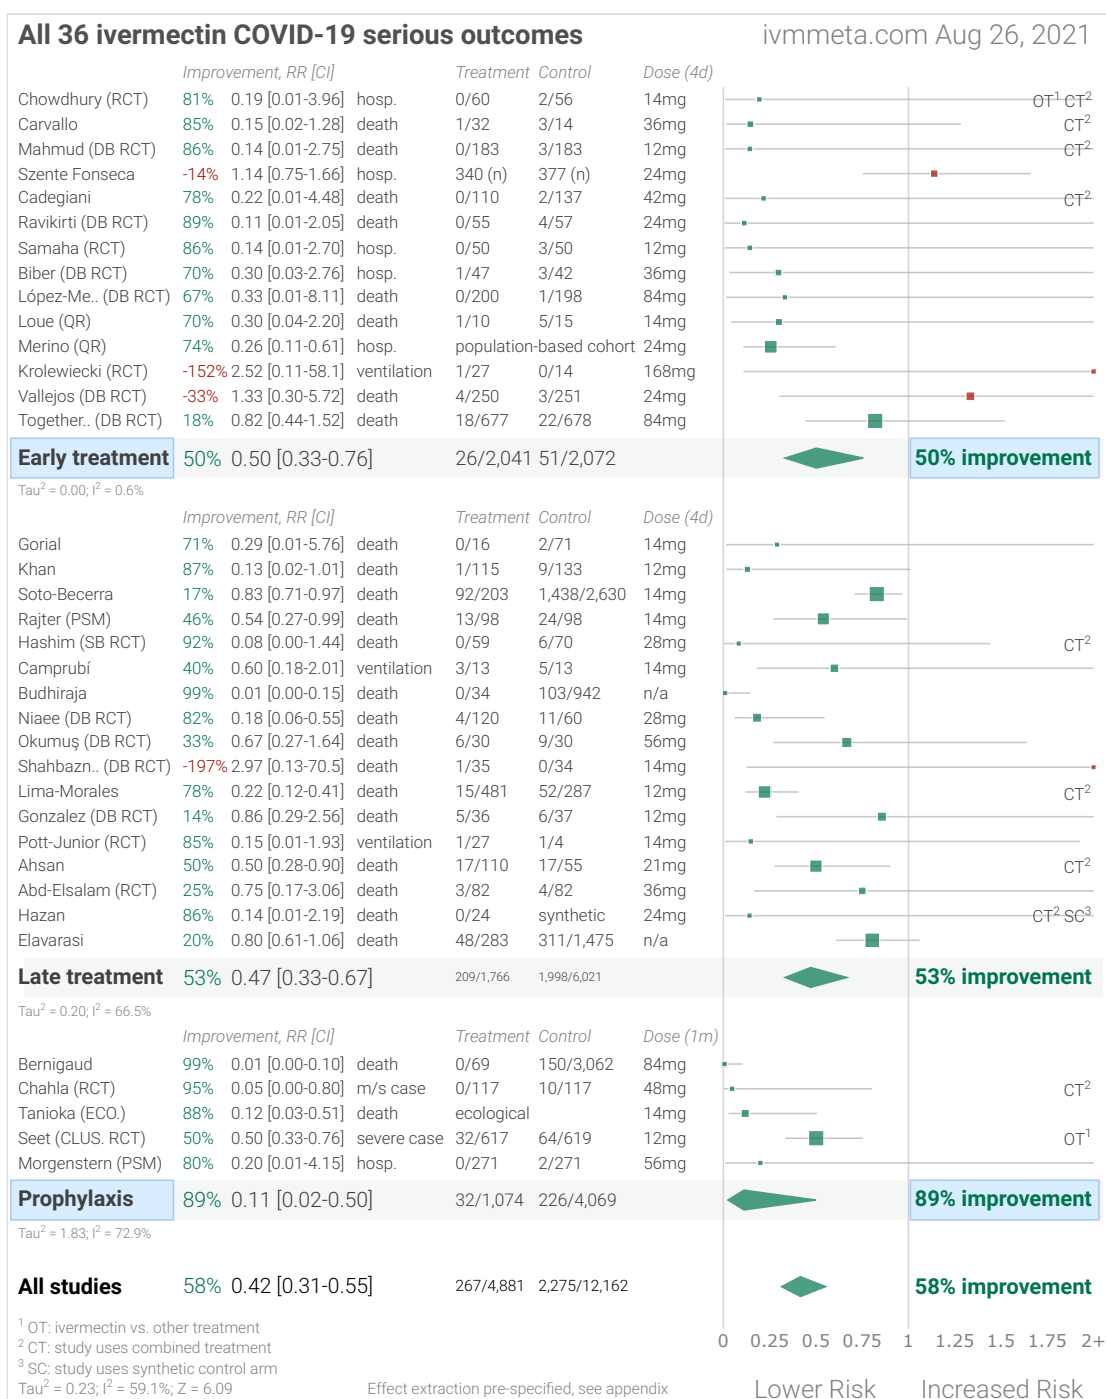 All 36 ivermectin COVID-19 serious outcomes ivmmeta.com Aug 26, 2021
Improvement, RR [CI] Treatment Control Dose (4d)
Chowdhury (RCT) 81% 0.19 [0.01-3.96] hosp. 0/60 2/56 14mg OT¹ CT²
Carvallo 85% 0.15 [0.02-1.28] death 1/32 3/14 36mg CT²
Mahmud (DB RCT) 86% 0.14 [0.01-2.75] death 0/183 3/183 12mg CT²
Szente Fonseca -14% 1.14 [0.75-1.66] hosp. 340 (n) 377 (n) 24mg
Cadegiani 78% 0.22 [0.01-4.48] death 0/110 2/137 42mg CT²
Ravikirti (DB RCT) 89% 0.11 [0.01-2.05] death 0/55 4/57 24mg
Samaha (RCT) 86% 0.14 [0.01-2.70] hosp. 0/50 3/50 12mg
Biber (DB RCT) 70% 0.30 [0.03-2.76] hosp. 1/47 3/42 36mg
López-Me.. (DB RCT) 67% 0.33 [0.01-8.11] death 0/200 1/198 84mg
Loue (QR) 70% 0.30 [0.04-2.20] death 1/10 5/15 14mg
Merino (QR) 74% 0.26 [0.11-0.61] hosp. population-based cohort 24mg
Krolewiecki (RCT) -152% 2.52 [0.11-58.1] ventilation 1/27 0/14 168mg
Vallejos (DB RCT) -33% 1.33 [0.30-5.72] death 4/250 3/251 24mg
Together.. (DB RCT) 18% 0.82 [0.44-1.52] death 18/677 22/678 84mg
Early treatment 50% 0.50 [0.33-0.76] 26/2,041 51/2,072 50% improvement
Tau² = 0.00; I² = 0.6%
Improvement, RR [CI] Treatment Control Dose (4d)
Gorial 71% 0.29 [0.01-5.76] death 0/16 2/71 14mg
Khan 87% 0.13 [0.02-1.01] death 1/115 9/133 12mg
Soto-Becerra 17% 0.83 [0.71-0.97] death 92/203 1,438/2,630 14mg
Rajter (PSM) 46% 0.54 [0.27-0.99] death 13/98 24/98 14mg
Hashim (SB RCT) 92% 0.08 [0.00-1.44] death 0/59 6/70 28mg CT²
Camprubí 40% 0.60 [0.18-2.01] ventilation 3/13 5/13 14mg
Budhiraja 99% 0.01 [0.00-0.15] death 0/34 103/942 n/a
Niaee (DB RCT) 82% 0.18 [0.06-0.55] death 4/120 11/60 28mg
Okumuş (DB RCT) 33% 0.67 [0.27-1.64] death 6/30 9/30 56mg
Shahbazn.. (DB RCT) -197% 2.97 [0.13-70.5] death 1/35 0/34 14mg
Lima-Morales 78% 0.22 [0.12-0.41] death 15/481 52/287 12mg CT²
Gonzalez (DB RCT) 14% 0.86 [0.29-2.56] death 5/36 6/37 12mg
Pott-Junior (RCT) 85% 0.15 [0.01-1.93] ventilation 1/27 1/4 14mg
Ahsan 50% 0.50 [0.28-0.90] death 17/110 17/55 21mg CT²
Abd-Elsalam (RCT) 25% 0.75 [0.17-3.06] death 3/82 4/82 36mg
Hazan 86% 0.14 [0.01-2.19] death 0/24 synthetic 24mg CT² SC³
Elavarasi 20% 0.80 [0.61-1.06] death 48/283 311/1,475 n/a
Late treatment 53% 0.47 [0.33-0.67] 209/1,766 1,998/6,021 53% improvement
Tau² = 0.20; I² = 66.5%
Improvement, RR [CI] Treatment Control Dose (1m)
Bernigaud 99% 0.01 [0.00-0.10] death 0/69 150/3,062 84mg
Chahla (RCT) 95% 0.05 [0.00-0.80] m/s case 0/117 10/117 48mg CT²
Tanioka (ECO.) 88% 0.12 [0.03-0.51] death ecological 14mg
Seet (CLUS. RCT) 50% 0.50 [0.33-0.76] severe case 32/617 64/619 12mg OT¹
Morgenstern (PSM) 80% 0.20 [0.01-4.15] hosp. 0/271 2/271 56mg
Prophylaxis 89% 0.11 [0.02-0.50] 32/1,074 226/4,069 89% improvement
Tau² = 1.83; I² = 72.9%
All studies 58% 0.42 [0.31-0.55] 267/4,881 2,275/12,162 58% improvement
¹ OT: ivermectin vs. other treatment
² CT: study uses combined treatment
³ SC: study uses synthetic control arm
0 0.25 0.5 0.75 1 1.25 1.5 1.75 2+
Tau² = 0.23; I² = 59.1%; Z = 6.09 Effect extraction pre-specified, see appendix Lower Risk Increased Risk